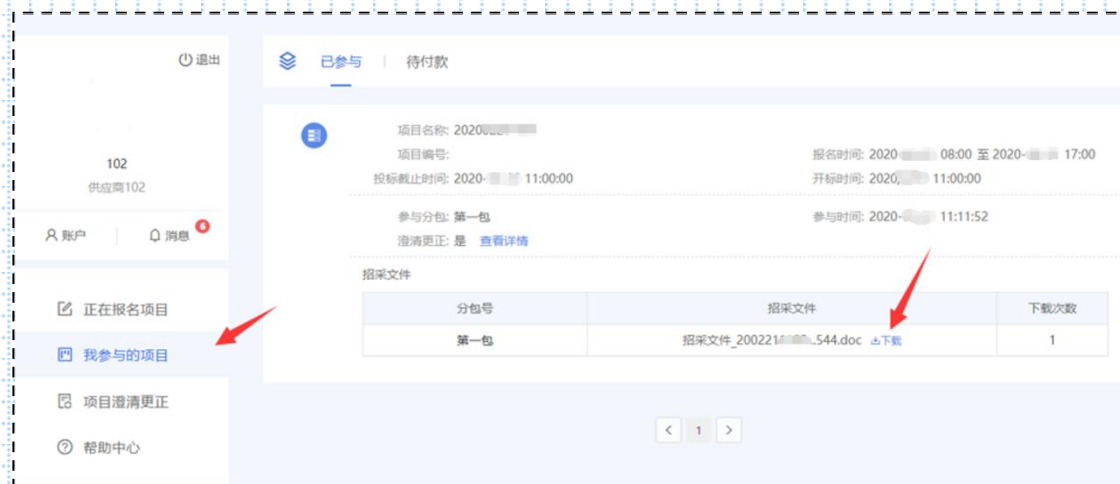 退出
102
供应商102
账户
消息
6
正在报名项目
我参与的项目
项目澄清更正
帮助中心
已参与
待付款
项目名称: 2020
项目编号:
报名时间: 2020 08:00 至 2020- 17:00
投标截止时间: 2020- 11:00:00
开标时间: 2020 11:00:00
参与分包: 第一包
参与时间: 2020- 11:11:52
澄清更正: 是 查看详情
招采文件
分包号 招采文件 下载次数
第一包 招采文件_200221 544.doc 下载 1
1